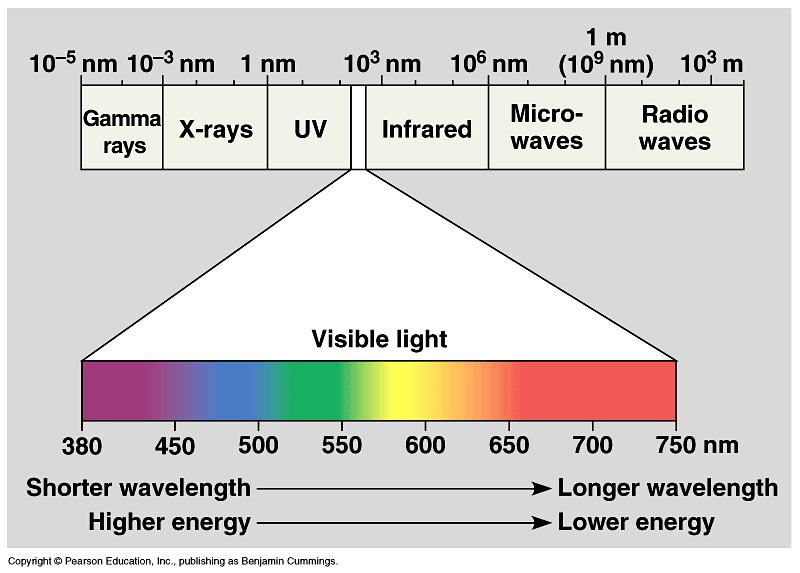 1 m
10⁻⁵ nm 10⁻³ nm 1 nm 10³ nm 10⁶ nm (10⁹ nm) 10³ m
Gamma rays
X-rays
UV
Infrared
Micro-
waves
Radio
waves
Visible light
380 450 500 550 600 650 700 750 nm
Shorter wavelength Longer wavelength
Higher energy Lower energy
Copyright © Pearson Education, Inc., publishing as Benjamin Cummings.